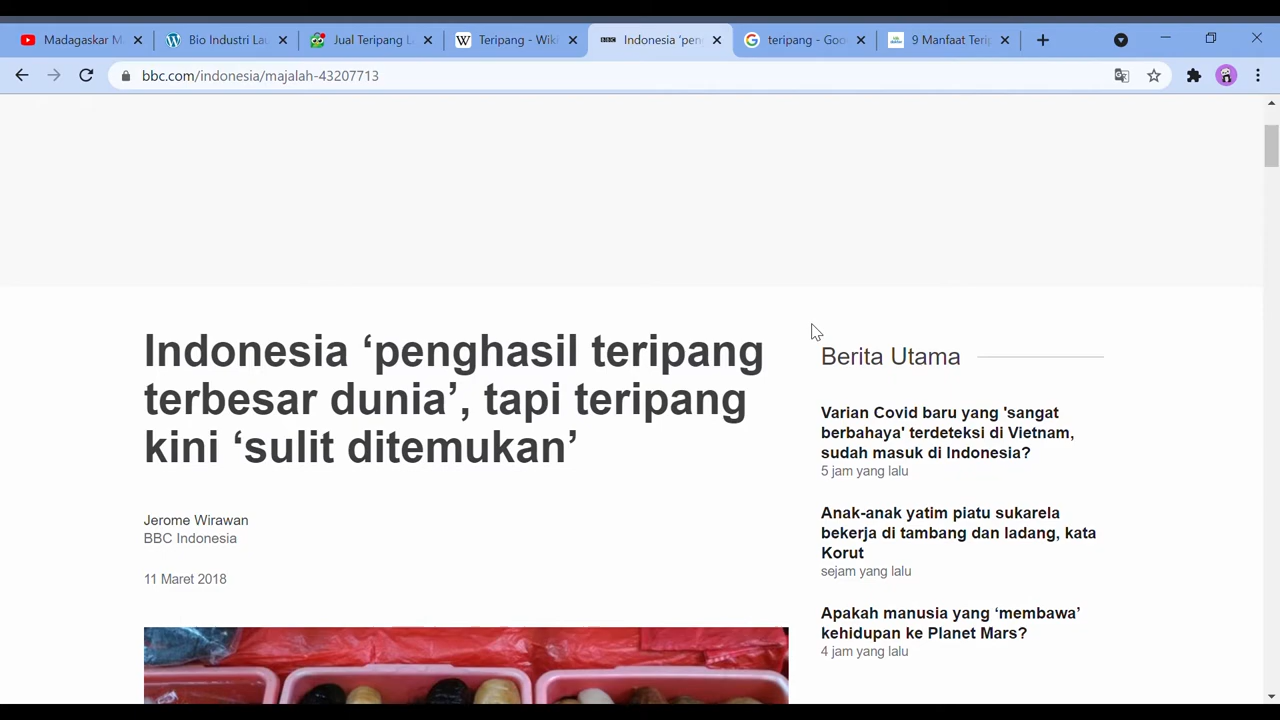 Madagaskar M
Bio Industri Lau
Jual Teripang L
Teripang - Wiki
BBC
Indonesia ‘pen
teripang - Goo
9 Manfaat Terip
bbc.com/indonesia/majalah-43207713
Indonesia ‘penghasil teripang
terbesar dunia’, tapi teripang
kini ‘sulit ditemukan’
Jerome Wirawan
BBC Indonesia
11 Maret 2018
Berita Utama
Varian Covid baru yang 'sangat
berbahaya' terdeteksi di Vietnam,
sudah masuk di Indonesia?
5 jam yang lalu
Anak-anak yatim piatu sukarela
bekerja di tambang dan ladang, kata
Korut
sejam yang lalu
Apakah manusia yang ‘membawa’
kehidupan ke Planet Mars?
4 jam yang lalu